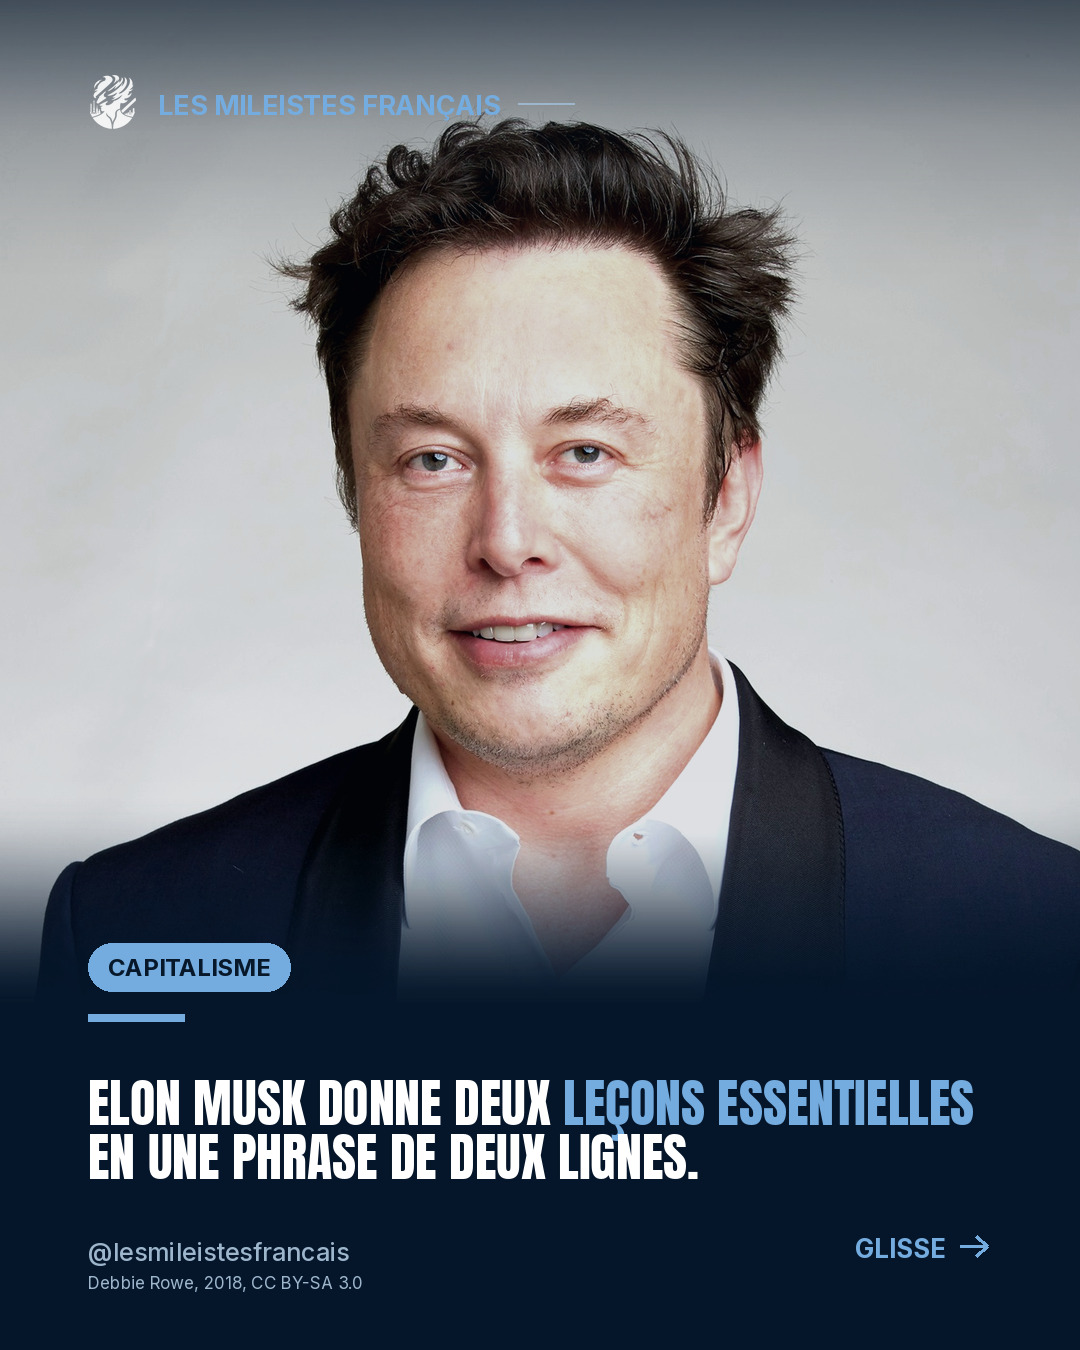 LES MILEISTES FRANÇAIS
CAPITALISME
ELON MUSK DONNE DEUX LEÇONS ESSENTIELLES
EN UNE PHRASE DE DEUX LIGNES.
@lesmileistesfrancais
GLISSE →
Debbie Rowe, 2018, CC BY-SA 3.0